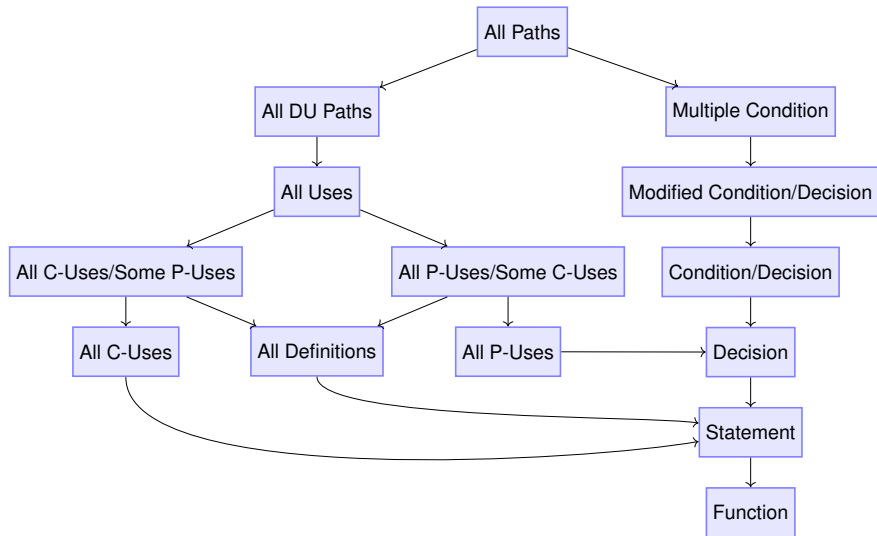 All Paths
All DU Paths
Multiple Condition
All Uses
Modified Condition/Decision
All C-Uses/Some P-Uses
All P-Uses/Some C-Uses
Condition/Decision
All C-Uses
All Definitions
All P-Uses
Decision
Statement
Function